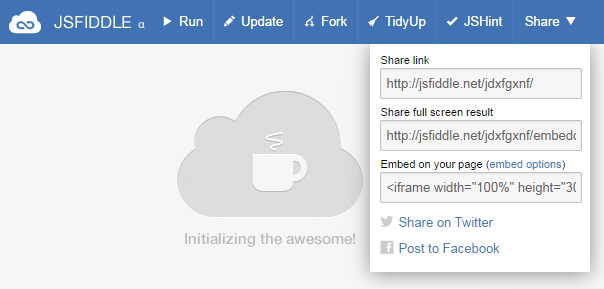 JSFIDDLE α Run Update Fork TidyUp JSHint Share
Share link
http://jsfiddle.net/jdxfgxnf/
Share full screen result
http://jsfiddle.net/jdxfgxnf/embedd
Embed on your page (embed options)
<iframe width="100%" height="30
Share on Twitter
Post to Facebook
Initializing the awesome!